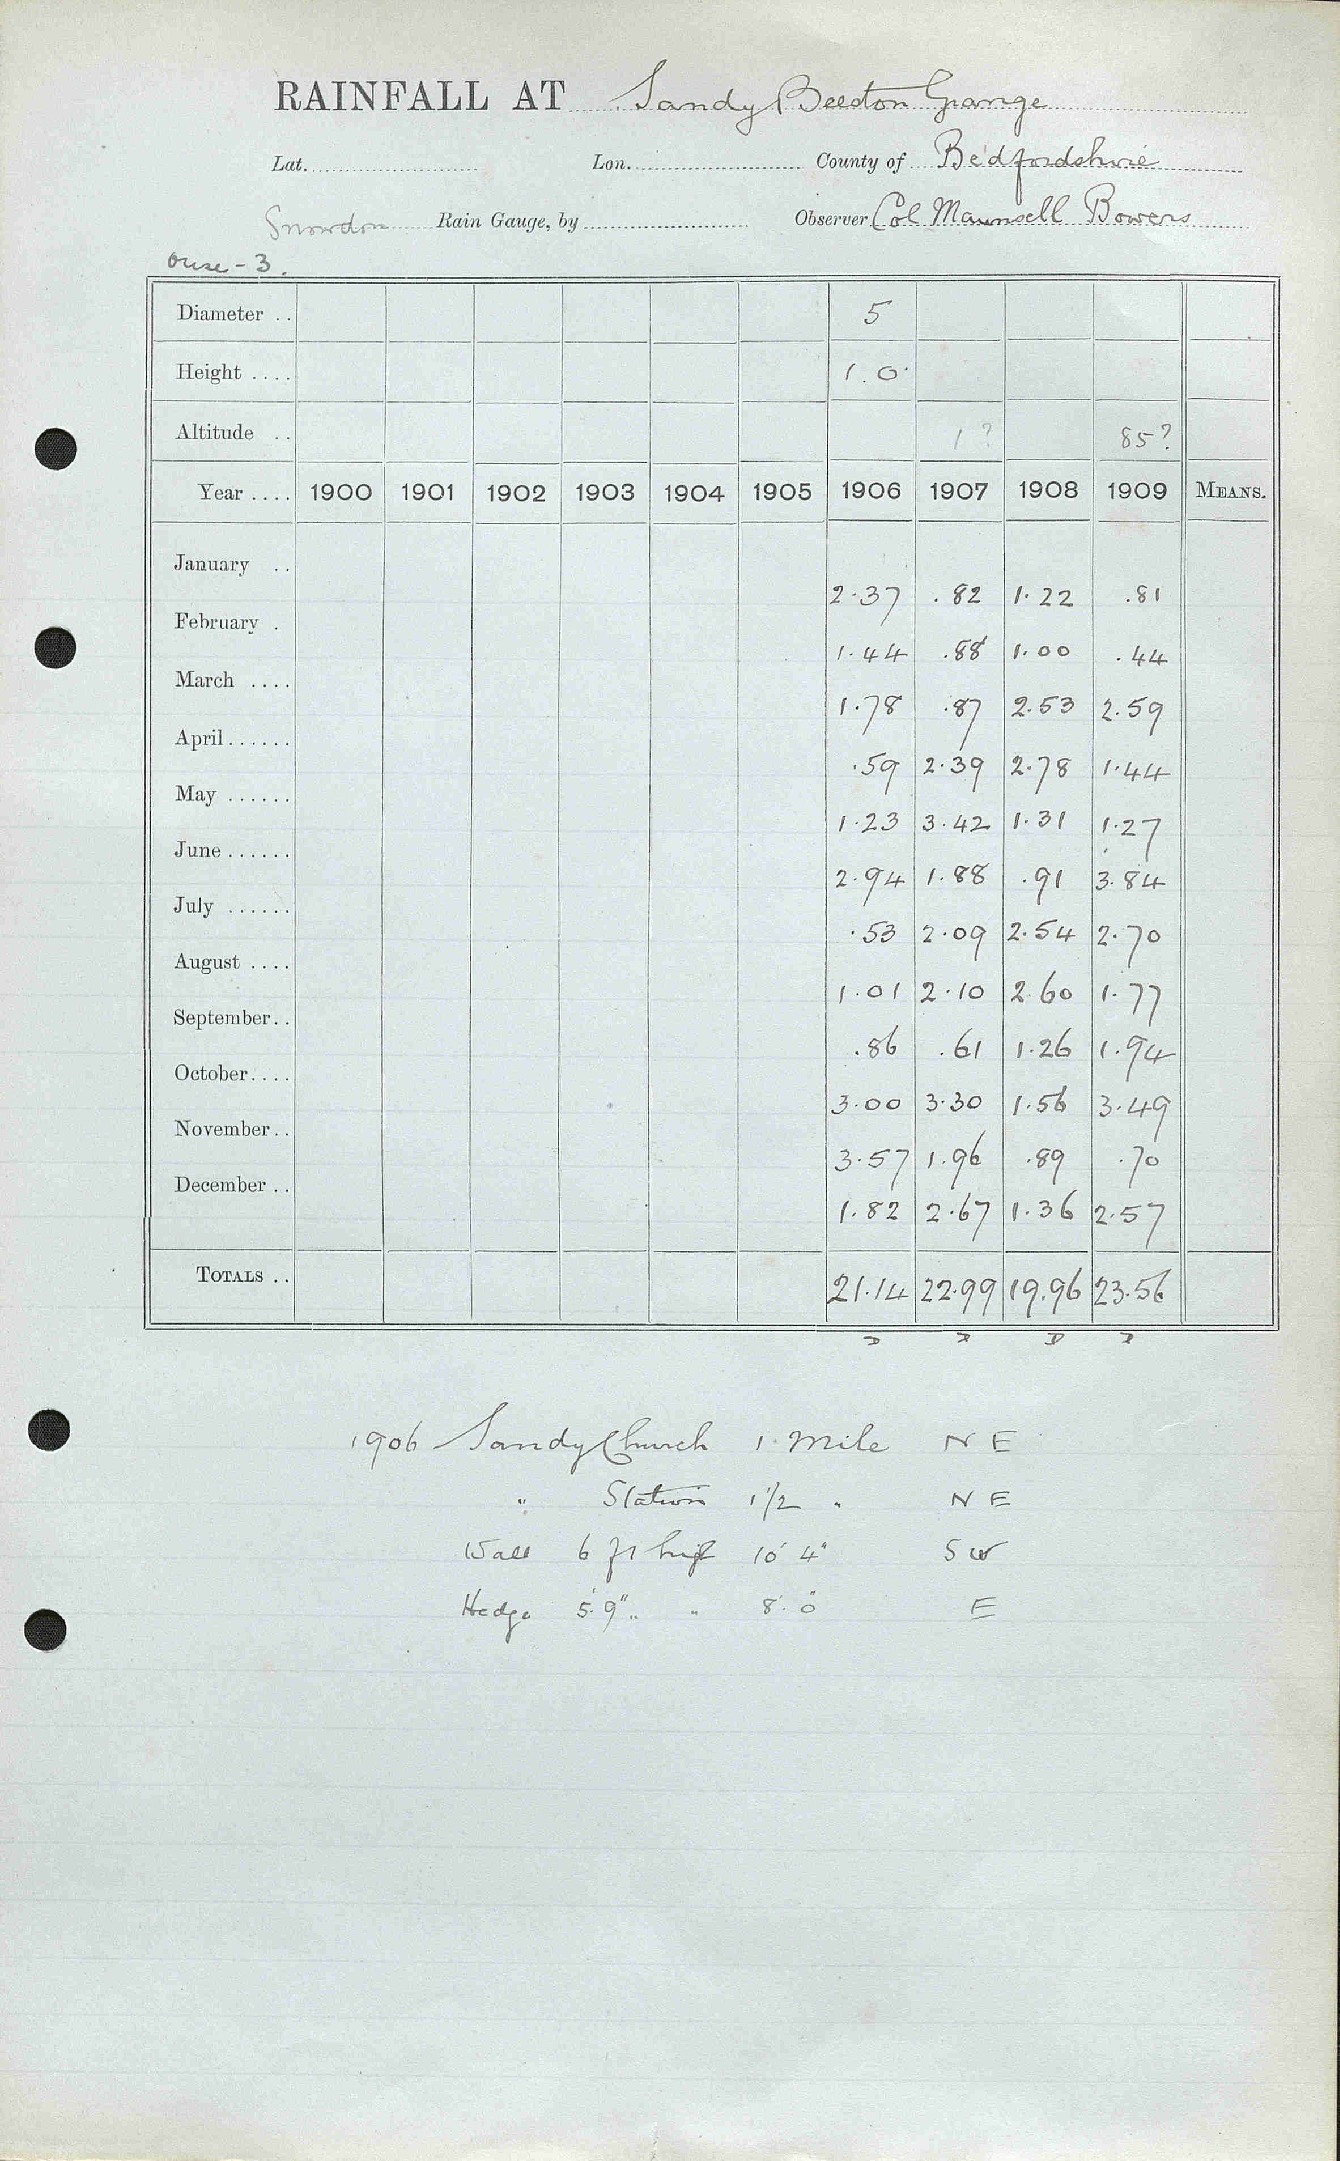 RAINFALL AT Sandy Beeston Grange
Lat. Lon. County of Bedfordshire
Snowdon Rain Gauge, by Observer Col Maunsell Bowers
Ouse - 3.
Diameter .. 5
Height .... 1.0
Altitude .. 1? 85?
Year .... 1900 1901 1902 1903 1904 1905 1906 1907 1908 1909 MEANS.
January .. 2.37 .82 1.22 .81
February . 1.44 .88 1.00 .44
March .... 1.78 .87 2.53 2.59
April...... .59 2.39 2.78 1.44
May ...... 1.23 3.42 1.31 1.27
June ...... 2.94 1.88 .91 3.84
July ...... .53 2.09 2.54 2.70
August .... 1.01 2.10 2.60 1.77
September.. .86 .61 1.26 1.94
October.... 3.00 3.30 1.56 3.49
November.. 3.57 1.96 .89 .70
December .. 1.82 2.67 1.36 2.57
TOTALS .. 21.14 22.99 19.96 23.56
D D D D
1906 Sandy Church 1 Mile NE
" Station 1 1/2 " NE
Wall 6 ft high 10' 4" SW
Hedge 5' 9" " " 8' 0" E